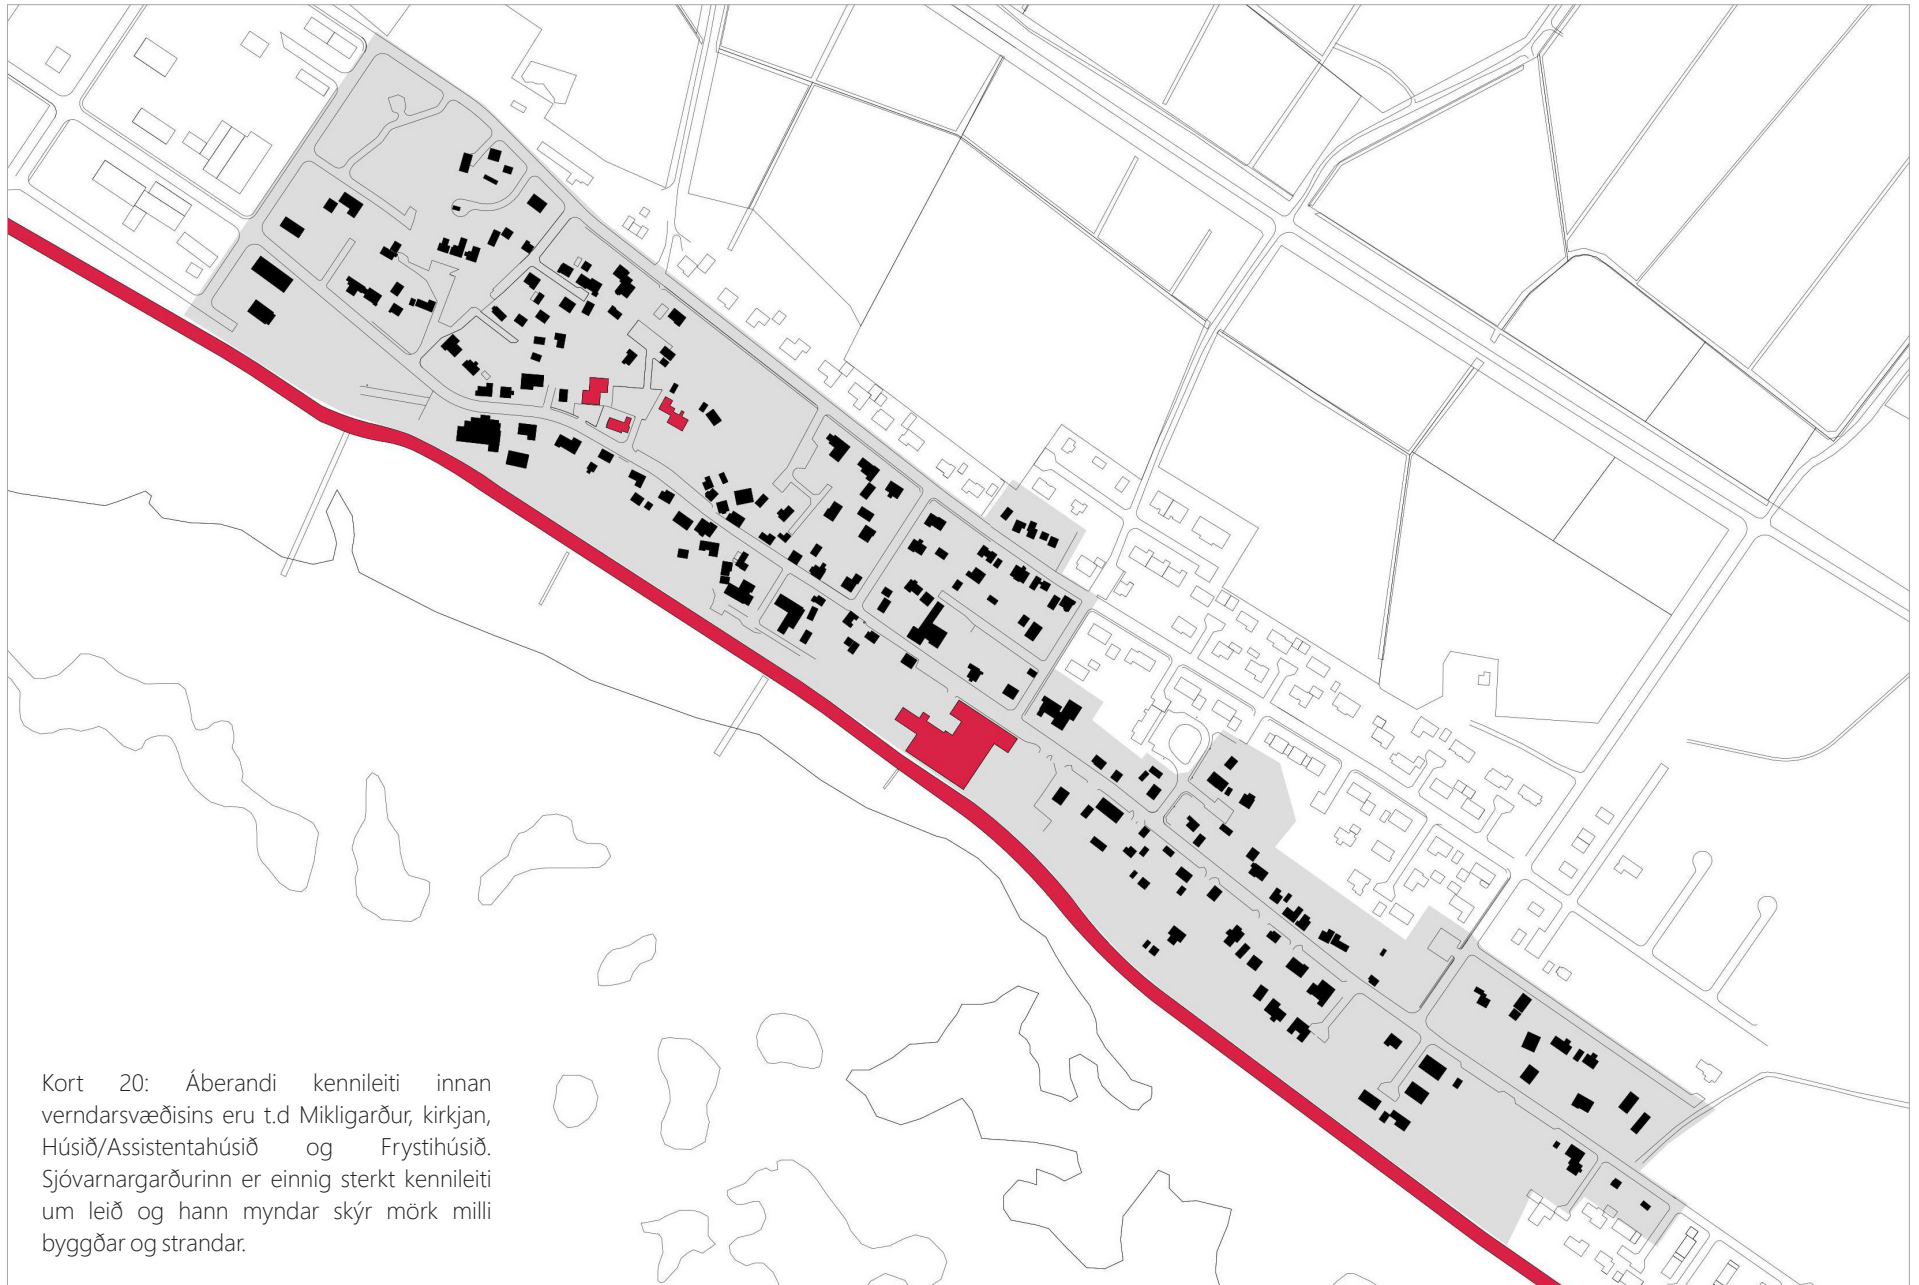 Kort 20: Áberandi kennileiti innan
verndarsvæðisins eru t.d Mikligarður, kirkjan,
Húsið/Assistentahúsið og Frystihúsið.
Sjóvarnargarðurinn er einnig sterkt kennileiti
um leið og hann myndar skýr mörk milli
byggðar og strandar.